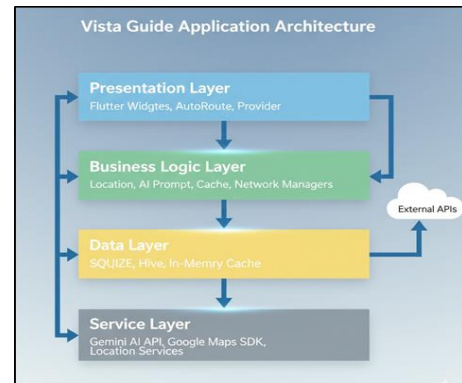 Vista Guide Application Architecture
Presentation Layer
Flutter Widgtes, AutoRoute, Provider
Business Logic Layer
Location, AI Prompt, Cache, Network Managers
External APIs
Data Layer
SQUIZE, Hive, In-Memry Cache
Service Layer
Gemini AI API, Google Maps SDK,
Location Services